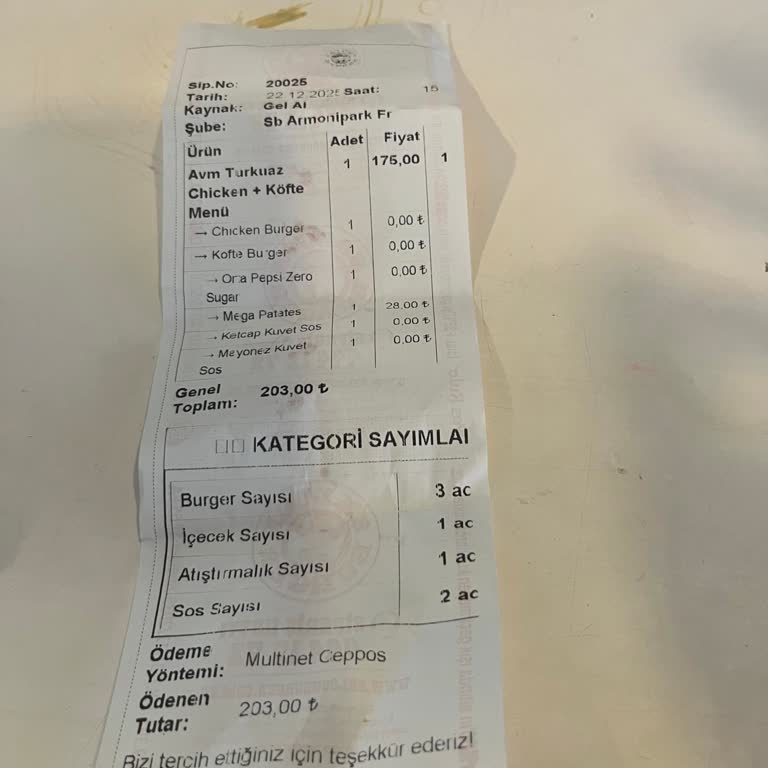 Sip.No: 20025
Tarih: 22 12 2025 Saat: 15
Kaynak: Gel Al
Şube: Sb Armonipark Fr
Ürün Adet Fiyat
Avm Turkuaz 1 175,00 1
Chicken + Köfte
Menü
→ Chicken Burger 1 0,00 ₺
→ Kofte Burger 1 0,00 ₺
→ Orta Pepsi Zero 1 0,00 ₺
Sugar
→ Mega Patates 1 28,00 ₺
→ Ketcap Kuvet Sos 1 0,00 ₺
→ Mayonez Kuvet 1 0,00 ₺
Sos
Genel
Toplam: 203,00 ₺
KATEGORİ SAYIMLAI
Burger Sayısı 3 ac
İçecek Sayısı 1 ac
Atıştırmalık Sayısı 1 ac
Sos Sayısı 2 ac
Ödeme
Yöntemi: Multinet Ceppos
Ödenen
Tutar: 203,00 ₺
Bizi tercih ettiğiniz için teşekkür ederiz!